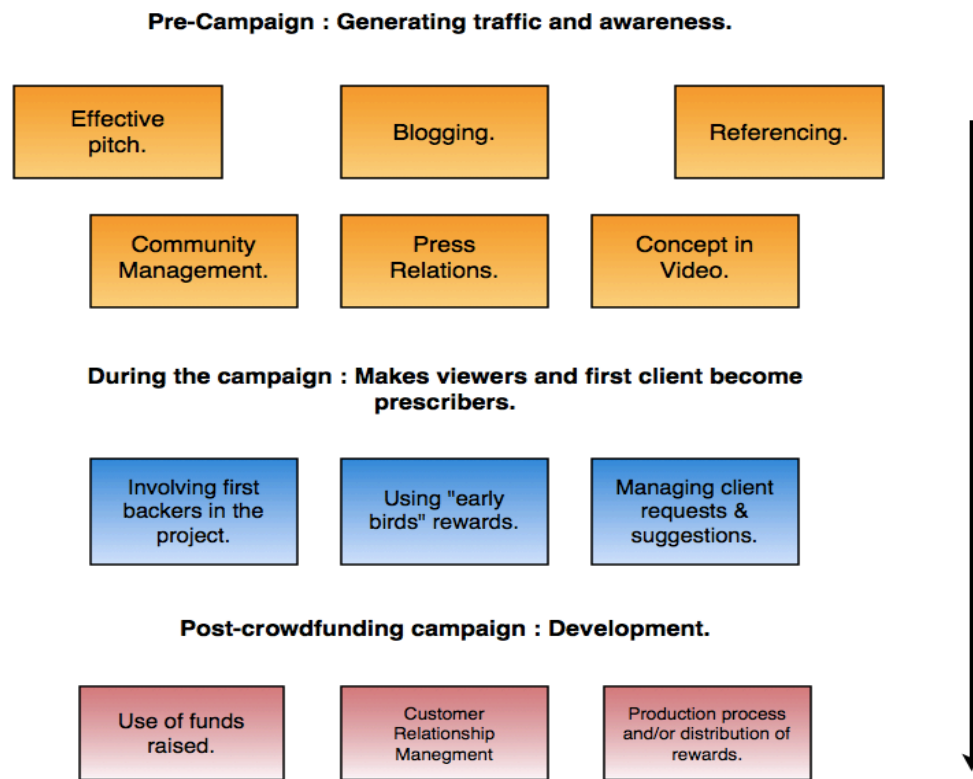 Pre-Campaign : Generating traffic and awareness.
Effective
pitch.
Blogging.
Referencing.
Community
Management.
Press
Relations.
Concept in
Video.
During the campaign : Makes viewers and first client become
prescribers.
Involving first
backers in the
project.
Using "early
birds" rewards.
Managing client
requests &
suggestions.
Post-crowdfunding campaign : Development.
Use of funds
raised.
Customer
Relationship
Manegment
Production process
and/or distribution of
rewards.